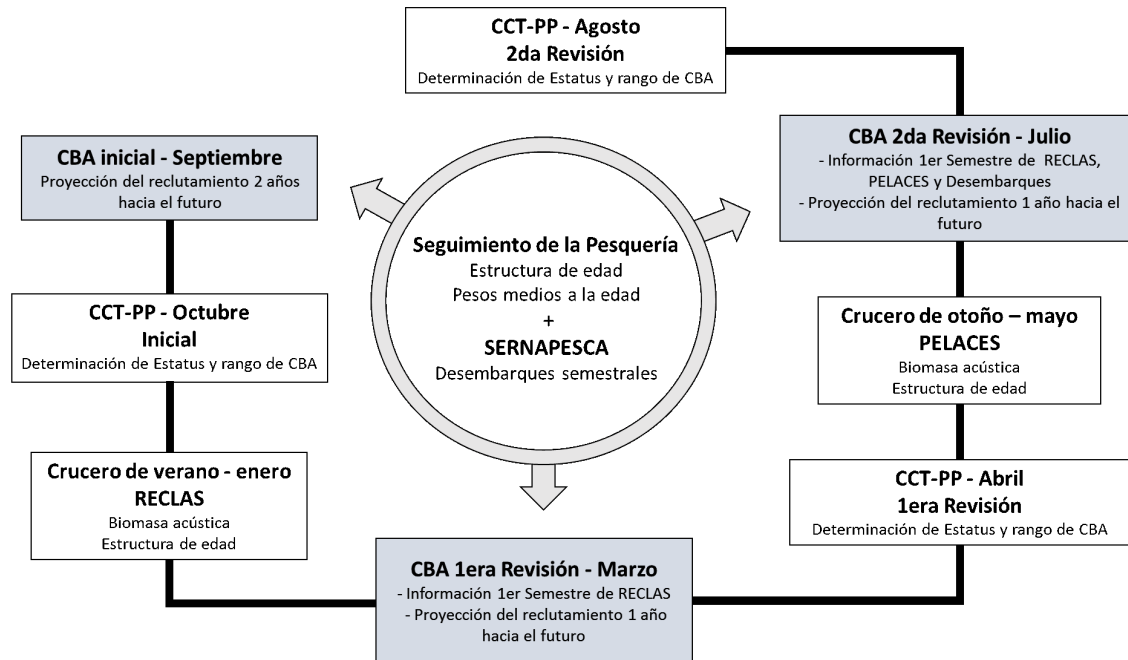 CCT-PP - Agosto
2da Revisión
Determinación de Estatus y rango de CBA
CBA inicial - Septiembre
Proyección del reclutamiento 2 años
hacia el futuro
CBA 2da Revisión - Julio
- Información 1er Semestre de RECLAS,
PELACES y Desembarques
- Proyección del reclutamiento 1 año hacia el
futuro
Seguimiento de la Pesquería
Estructura de edad
Pesos medios a la edad
+
SERNAPESCA
Desembarques semestrales
CCT-PP - Octubre
Inicial
Determinación de Estatus y rango de CBA
Crucero de otoño – mayo
PELACES
Biomasa acústica
Estructura de edad
Crucero de verano - enero
RECLAS
Biomasa acústica
Estructura de edad
CCT-PP - Abril
1era Revisión
Determinación de Estatus y rango de CBA
CBA 1era Revisión - Marzo
- Información 1er Semestre de RECLAS
- Proyección del reclutamiento 1 año
hacia el futuro